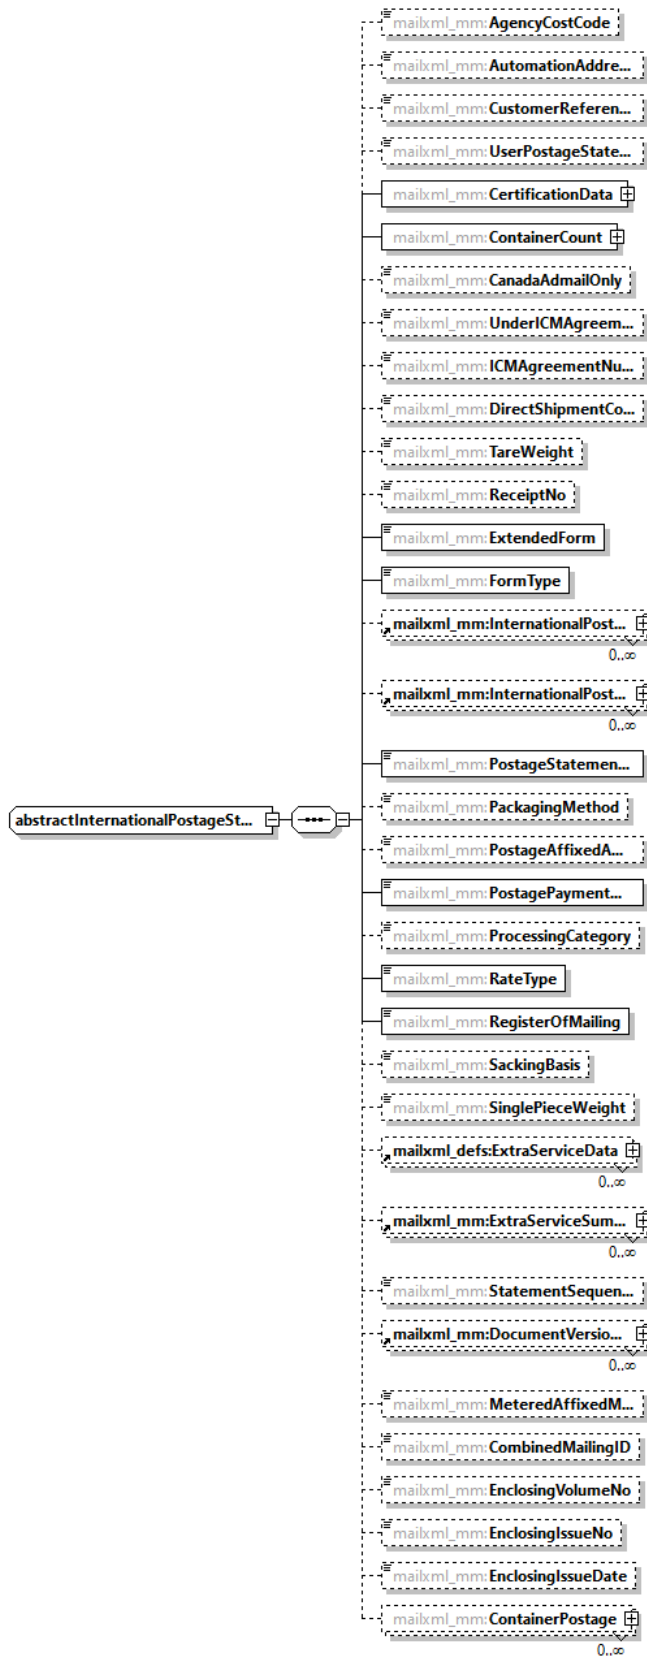 mailxml_mm:AgencyCostCode
mailxml_mm:AutomationAddre...
mailxml_mm:CustomerReferen...
mailxml_mm:UserPostageState...
mailxml_mm:CertificationData
mailxml_mm:ContainerCount
mailxml_mm:CanadaAdmailOnly
mailxml_mm:UnderICMAgreem...
mailxml_mm:ICMAgreementNu...
mailxml_mm:DirectShipmentCo...
mailxml_mm:TareWeight
mailxml_mm:ReceiptNo
mailxml_mm:ExtendedForm
mailxml_mm:FormType
mailxml_mm:InternationalPost...
0..∞
mailxml_mm:InternationalPost...
0..∞
mailxml_mm:PostageStatemen...
mailxml_mm:PackagingMethod
abstractInternationalPostageSt...
mailxml_mm:PostageAffixedA...
mailxml_mm:PostagePayment...
mailxml_mm:ProcessingCategory
mailxml_mm:RateType
mailxml_mm:RegisterOfMailing
mailxml_mm:SackingBasis
mailxml_mm:SinglePieceWeight
mailxml_defs:ExtraServiceData
0..∞
mailxml_mm:ExtraServiceSum...
0..∞
mailxml_mm:StatementSequen...
mailxml_mm:DocumentVersio...
0..∞
mailxml_mm:MeteredAffixedM...
mailxml_mm:CombinedMailingID
mailxml_mm:EnclosingVolumeNo
mailxml_mm:EnclosingIssueNo
mailxml_mm:EnclosingIssueDate
mailxml_mm:ContainerPostage
0..∞